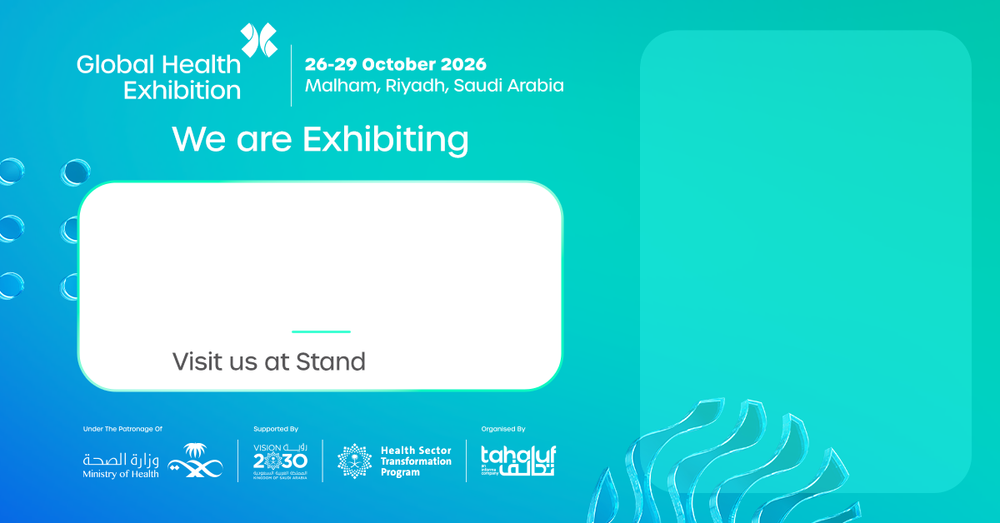 Global Health
Exhibition
26-29 October 2026
Malham, Riyadh, Saudi Arabia
We are Exhibiting
Visit us at Stand
Under The Patronage Of
وزارة الصحة
Ministry of Health
Supported By
VISION رؤيـــة
2030
المملكة العربية السعودية
KINGDOM OF SAUDI ARABIA
Health Sector
Transformation
Program
Organised By
tahaluf
تحالف
an
informa
company